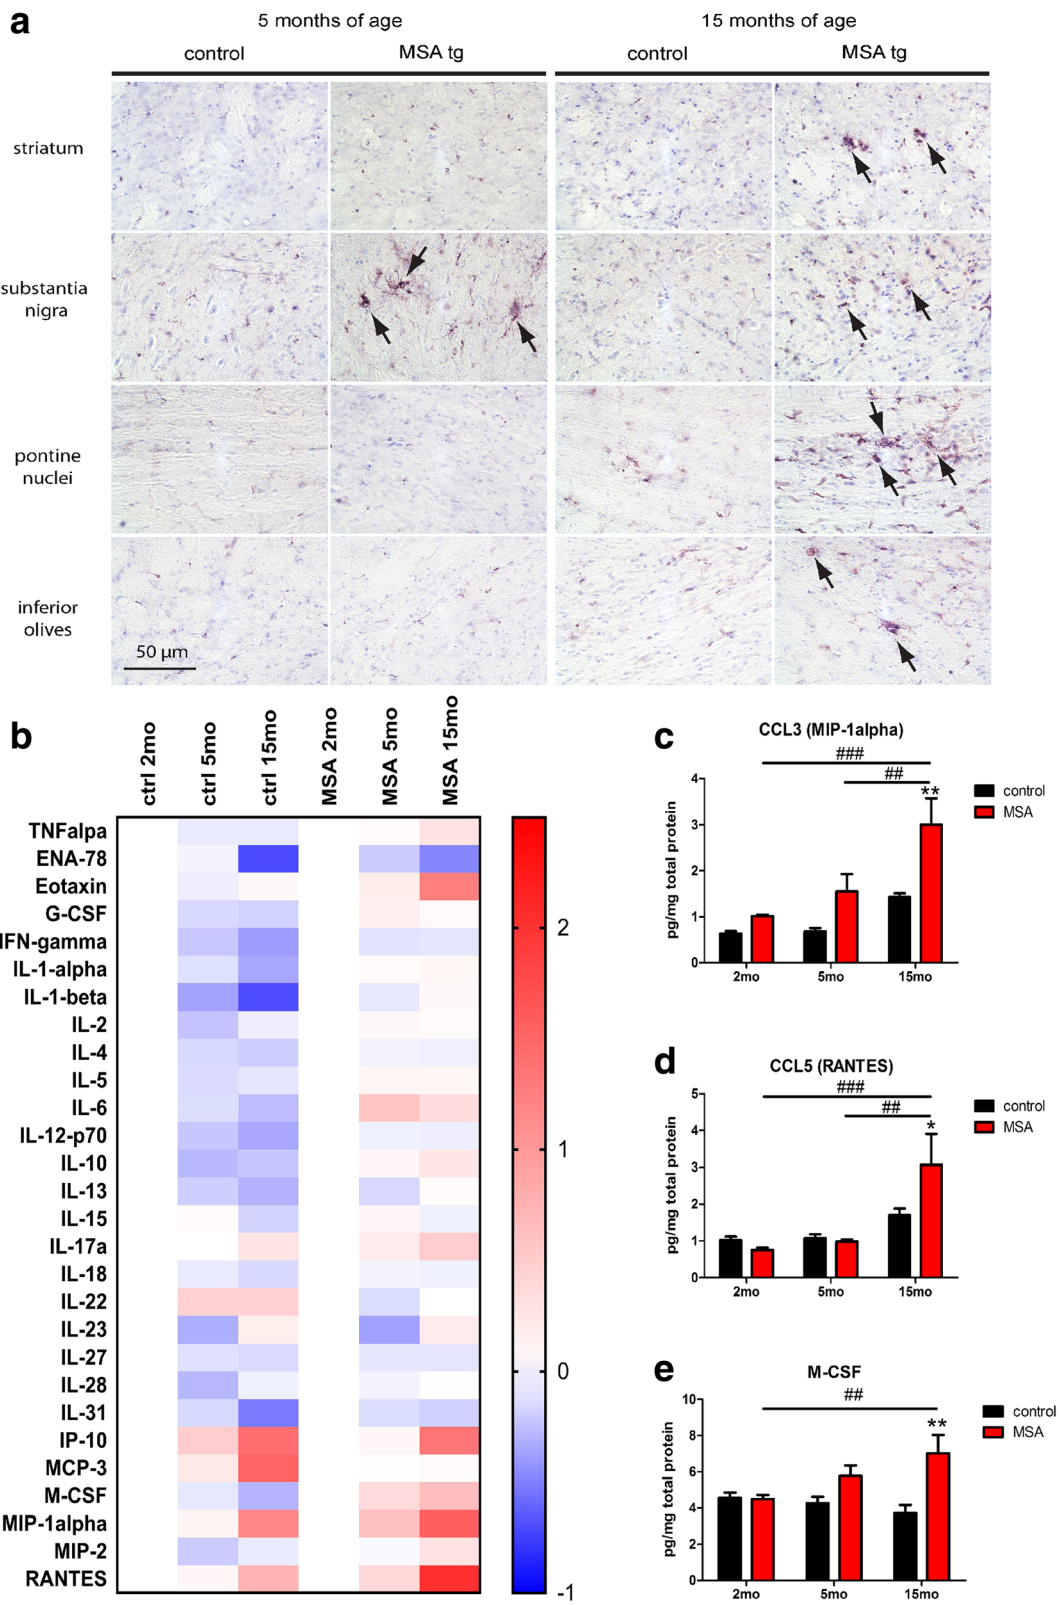 a
5 months of age
15 months of age
control
MSA tg
control
MSA tg
striatum
substantia
nigra
pontine
nuclei
inferior
olives
50 µm
b
ctrl 2mo
ctrl 5mo
ctrl 15mo
MSA 2mo
MSA 5mo
MSA 15mo
TNFalpa
ENA-78
Eotaxin
G-CSF
IFN-gamma
IL-1-alpha
IL-1-beta
IL-2
IL-4
IL-5
IL-6
IL-12-p70
IL-10
IL-13
IL-15
IL-17a
IL-18
IL-22
IL-23
IL-27
IL-28
IL-31
IP-10
MCP-3
M-CSF
MIP-1alpha
MIP-2
RANTES
2
1
0
-1
c
CCL3 (MIP-1alpha)
###
##
**
control
MSA
pg/mg total protein
4
3
2
1
0
2mo
5mo
15mo
d
CCL5 (RANTES)
###
##
*
control
MSA
pg/mg total protein
5
4
3
2
1
0
2mo
5mo
15mo
e
M-CSF
##
**
control
MSA
pg/mg total protein
10
8
6
4
2
0
2mo
5mo
15mo